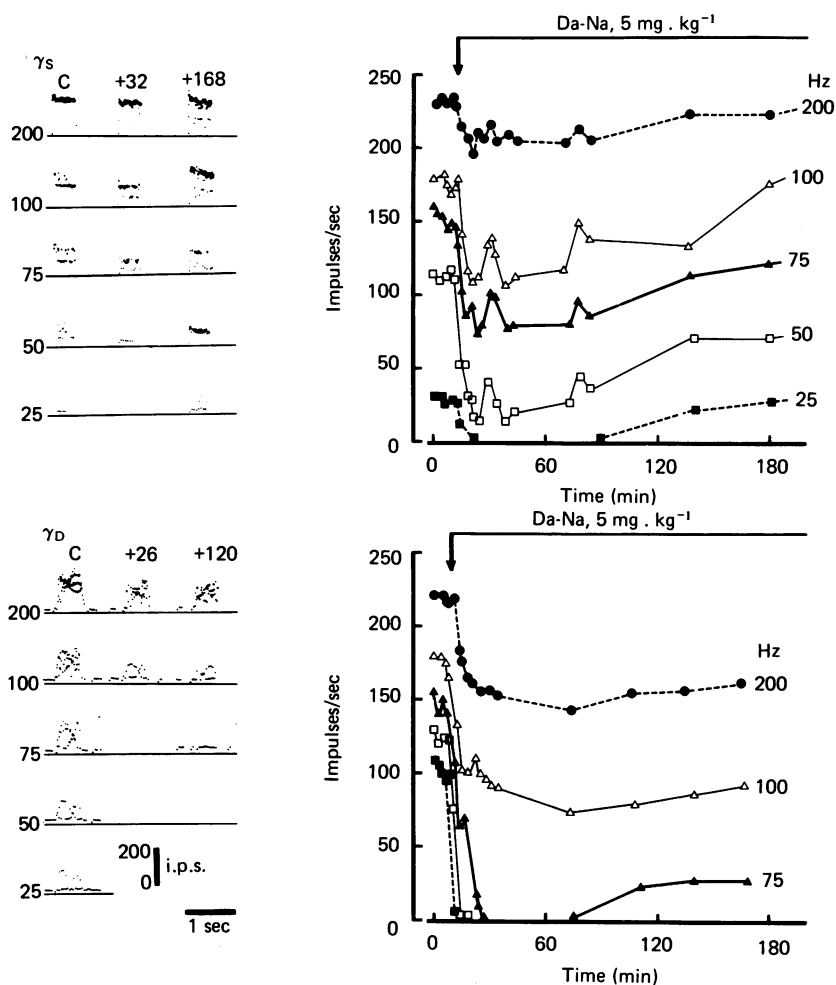 γS
C +32 +168
200
100
75
50
25
Da-Na, 5 mg . kg⁻¹
250
200
150
100
50
0
Impulses/sec
Hz
200
100
75
50
25
0 60 120 180
Time (min)
γD
C +26 +120
200
100
75
50
25
200
0
i.p.s.
1 sec
Da-Na, 5 mg . kg⁻¹
250
200
150
100
50
0
Impulses/sec
Hz
200
100
75
0 60 120 180
Time (min)